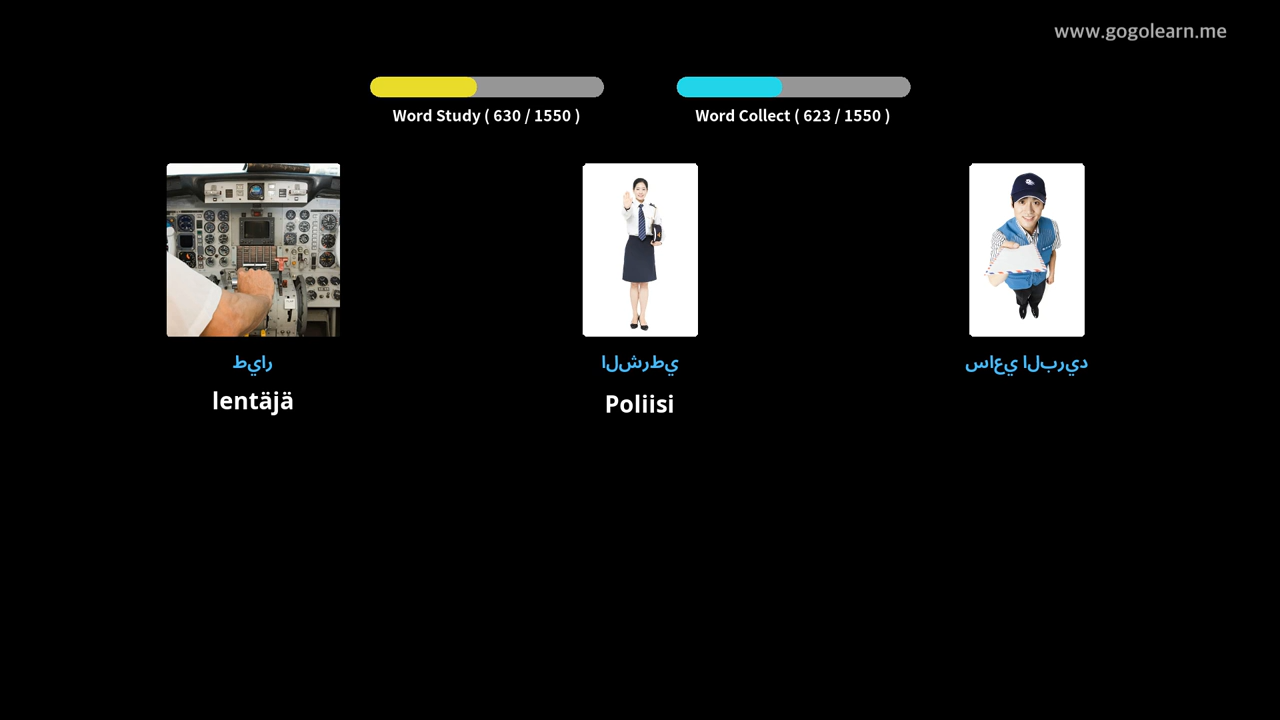 www.gogolearn.me
Word Study ( 630 / 1550 )
Word Collect ( 623 / 1550 )
طيار
الشرطي
ساعي البريد
lentäjä
Poliisi